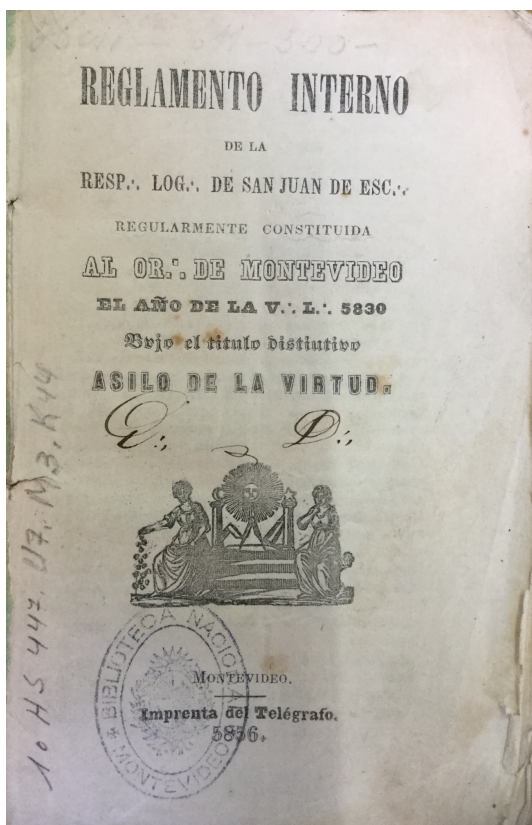 REGLAMENTO INTERNO
DE LA
RESP.∴ LOG.∴ DE SAN JUAN DE ESC.∴
REGULARMENTE CONSTITUIDA
AL OR.∴ DE MONTEVIDEO
EL AÑO DE LA V.∴ L.∴ 5830
Bajo el titulo distintivo
ASILO DE LA VIRTUD.
MONTEVIDEO.
Imprenta del Telégrafo.
5856.
BIBLIOTECA NACIONAL
MONTEVIDEO
10 HS 447. U7. M3. K44